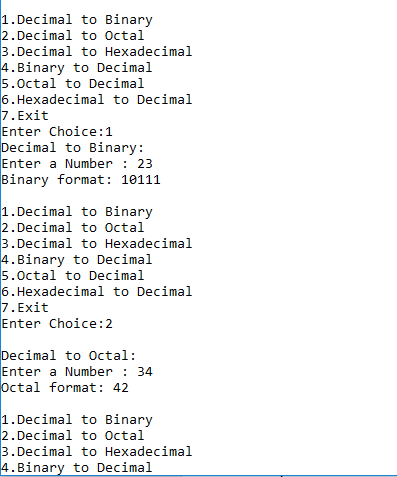 1.Decimal to Binary
2.Decimal to Octal
3.Decimal to Hexadecimal
4.Binary to Decimal
5.Octal to Decimal
6.Hexadecimal to Decimal
7.Exit
Enter Choice:1
Decimal to Binary:
Enter a Number : 23
Binary format: 10111
1.Decimal to Binary
2.Decimal to Octal
3.Decimal to Hexadecimal
4.Binary to Decimal
5.Octal to Decimal
6.Hexadecimal to Decimal
7.Exit
Enter Choice:2
Decimal to Octal:
Enter a Number : 34
Octal format: 42
1.Decimal to Binary
2.Decimal to Octal
3.Decimal to Hexadecimal
4.Binary to Decimal